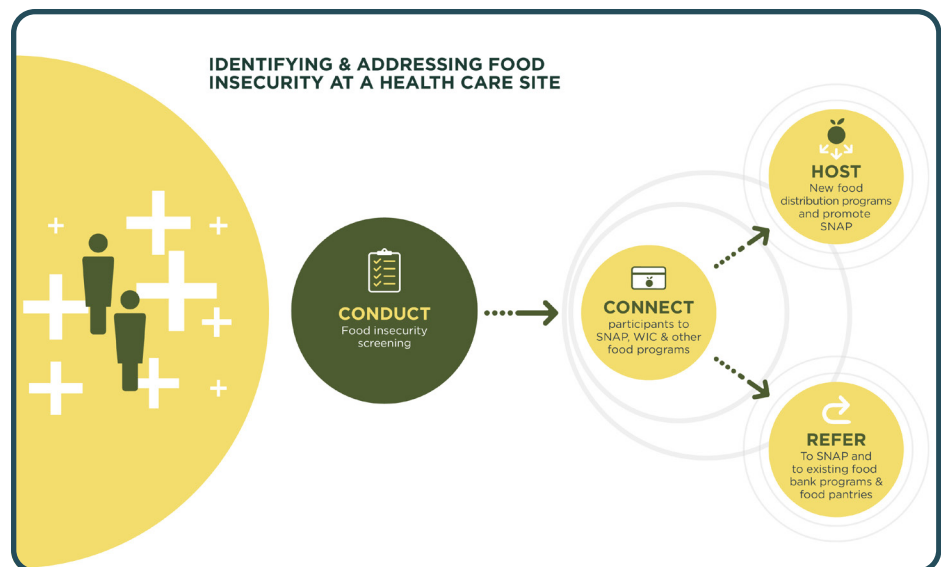 IDENTIFYING & ADDRESSING FOOD
INSECURITY AT A HEALTH CARE SITE
CONDUCT
Food insecurity
screening
CONNECT
participants to
SNAP, WIC & other
food programs
HOST
New food
distribution programs
and promote
SNAP
REFER
To SNAP and
to existing food
bank programs &
food pantries